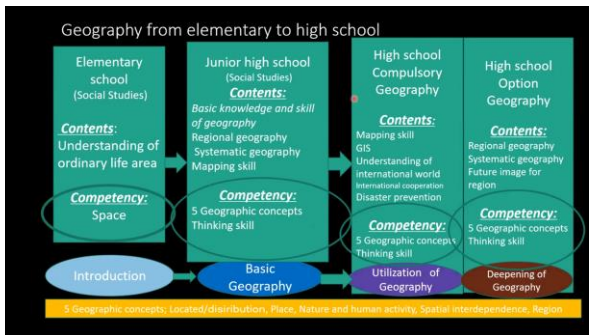 Geography from elementary to high school
Elementary
school
(Social Studies)
Contents:
Understanding of
ordinary life area
Competency:
Space
Introduction
Junior high school
(Social Studies)
Contents:
Basic knowledge and skill
of geography
Regional geography
Systematic geography
Mapping skill
Competency:
5 Geographic concepts
Thinking skill
Basic
Geography
High school
Compulsory
Geography
Contents:
Mapping skill
GIS
Understanding of
international world
International cooperation
Disaster prevention
Competency:
5 Geographic concepts
Thinking skill
Utilization of
Geography
High school
Option
Geography
Contents:
Regional geography
Systematic geography
Future image for
region
Competency:
5 Geographic concepts
Thinking skill
Deepening of
Geography
5 Geographic concepts: Located/disiribution, Place, Nature and human activity, Spatial interdependence, Region